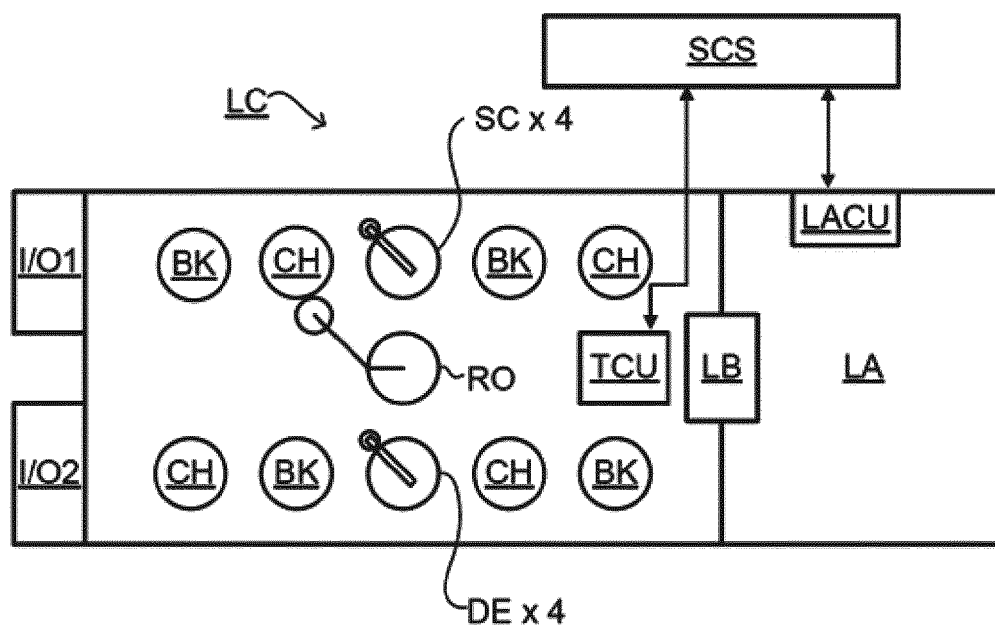 SCS
LC
SC x 4
I/O1
BK
CH
BK
CH
LACU
RO
TCU
LB
LA
I/O2
CH
BK
CH
BK
DE x 4